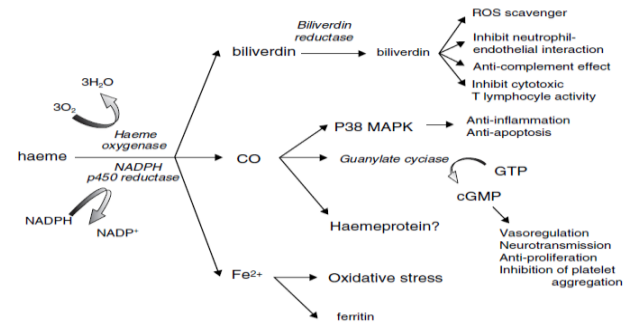 Biliverdin
reductase
biliverdin
biliverdin
ROS scavenger
Inhibit neutrophil-
endothelial interaction
Anti-complement effect
Inhibit cytotoxic
T lymphocyle activity
3H₂O
3O₂
Haeme
oxygenase
haeme
NADPH
p450 reductase
NADPH
NADP⁺
CO
P38 MAPK
Anti-inflammation
Anti-apoptosis
Guanylate cyciase
GTP
cGMP
Haemeprotein?
Vasoregulation
Neurotransmission
Anti-proliferation
Inhibition of platelet
aggregation
Fe²⁺
Oxidative stress
ferritin